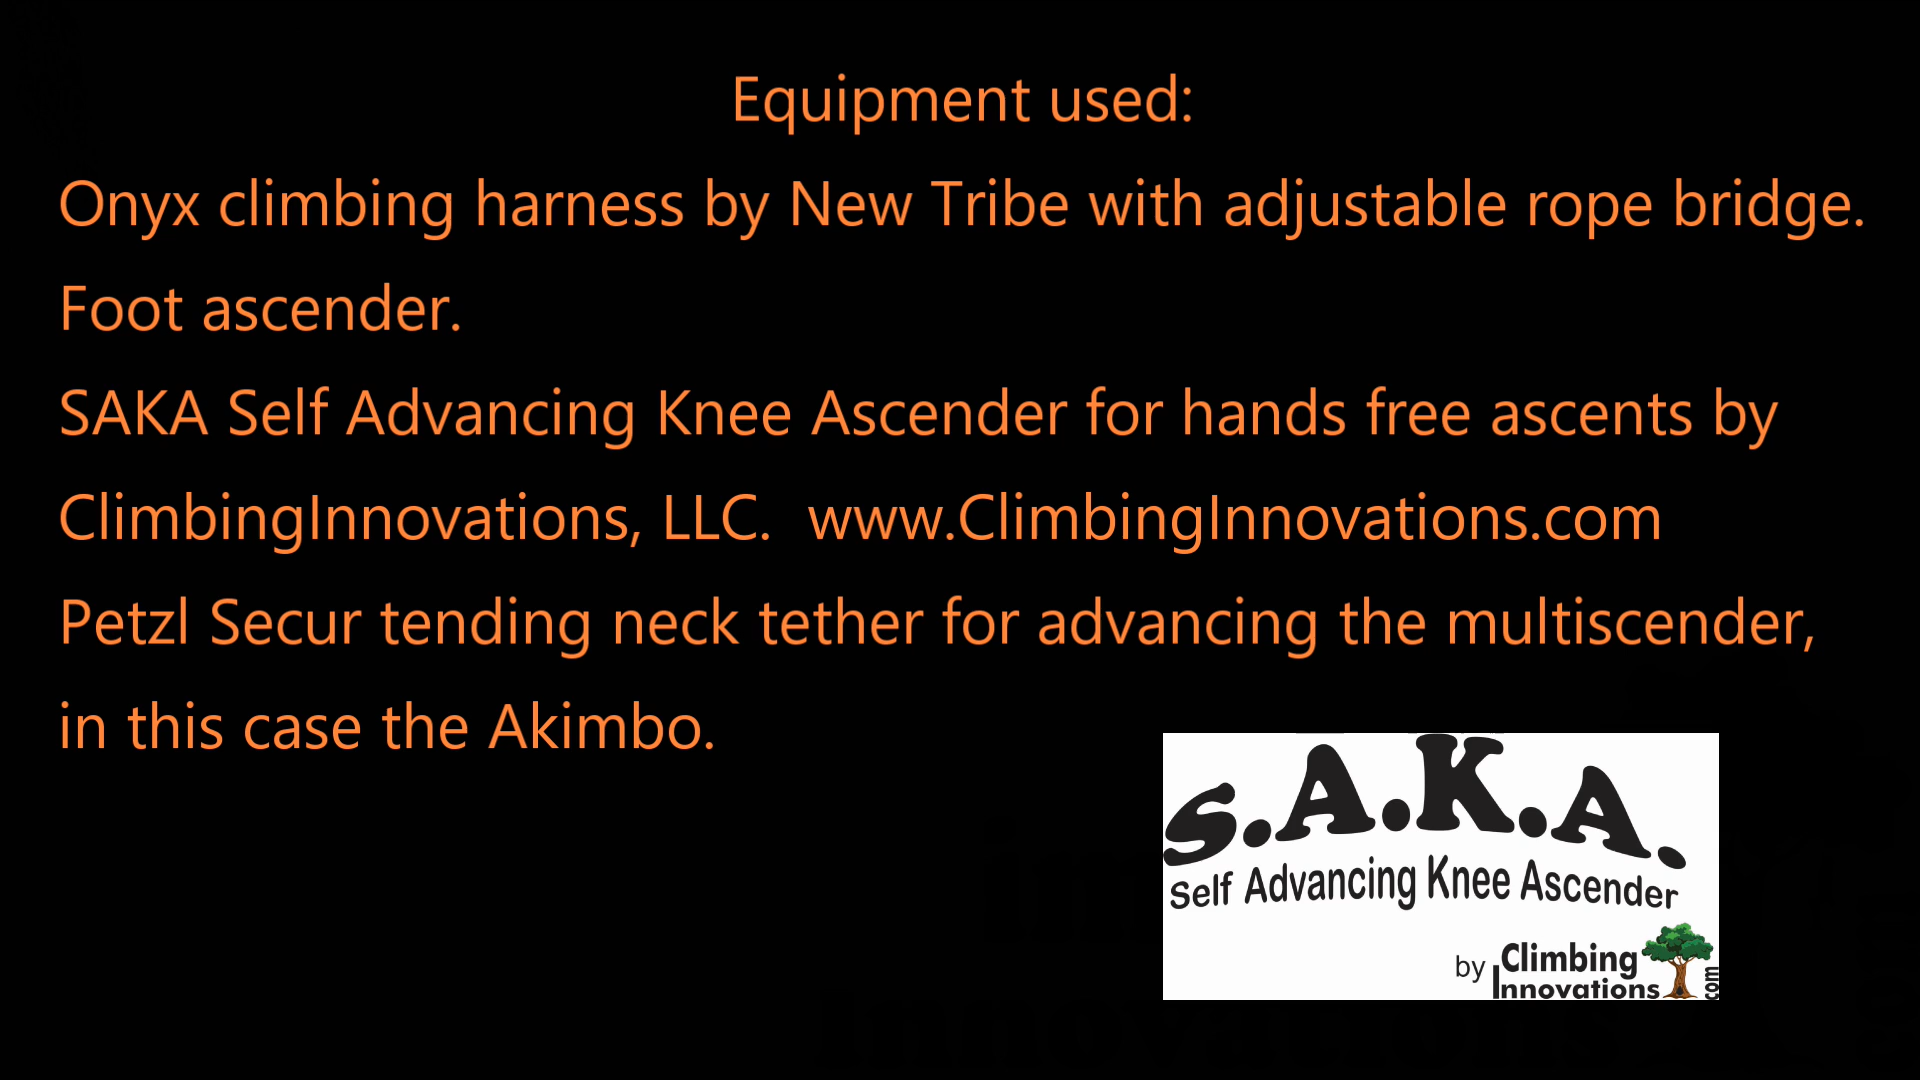 Equipment used:
Onyx climbing harness by New Tribe with adjustable rope bridge.
Foot ascender.
SAKA Self Advancing Knee Ascender for hands free ascents by
ClimbingInnovations, LLC.  www.ClimbingInnovations.com
Petzl Secur tending neck tether for advancing the multiscender,
in this case the Akimbo.
S.A.K.A.
Self Advancing Knee Ascender
by Climbing
Innovations
.com